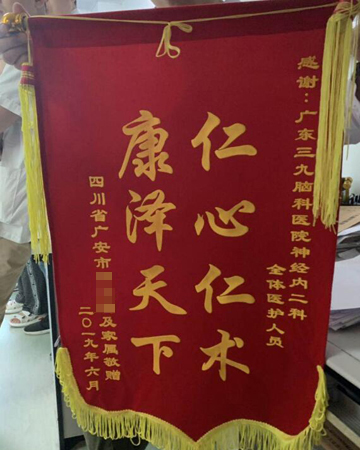 感谢：广东三九脑科医院神经内二科
全体医护人员
仁心仁术
康泽天下
四川省广安市及家属敬赠
二〇一九年六月